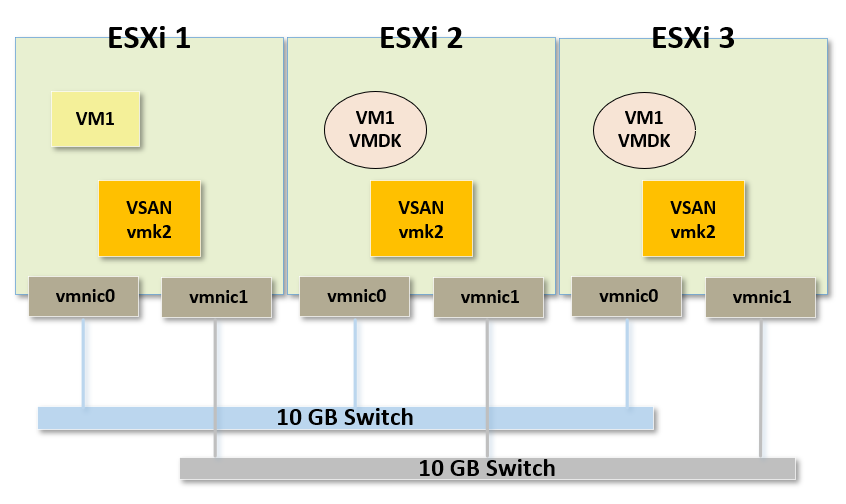 ESXi 1
ESXi 2
ESXi 3
VM1
VM1
VMDK
VM1
VMDK
VSAN
vmk2
VSAN
vmk2
VSAN
vmk2
vmnic0
vmnic1
vmnic0
vmnic1
vmnic0
vmnic1
10 GB Switch
10 GB Switch